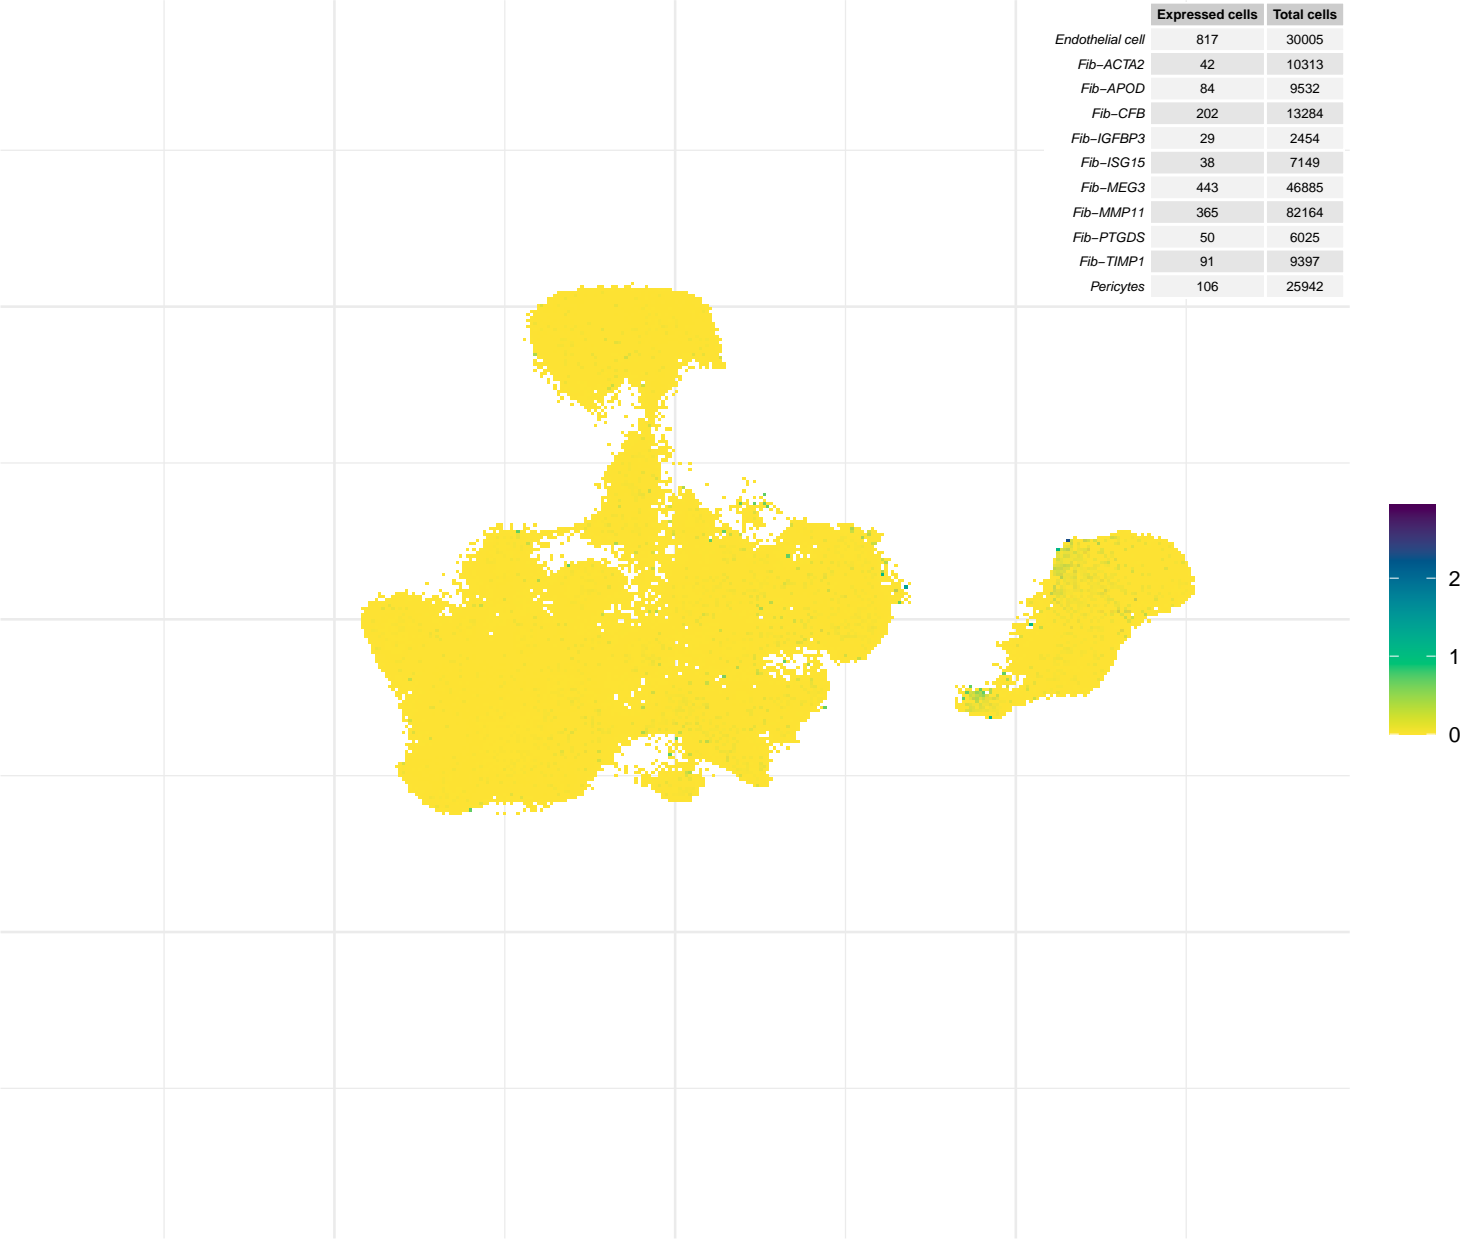 Expressed cells Total cells
Endothelial cell 817 30005
Fib−ACTA2 42 10313
Fib−APOD 84 9532
Fib−CFB 202 13284
Fib−IGFBP3 29 2454
Fib−ISG15 38 7149
Fib−MEG3 443 46885
Fib−MMP11 365 82164
Fib−PTGDS 50 6025
Fib−TIMP1 91 9397
Pericytes 106 25942
2
1
0